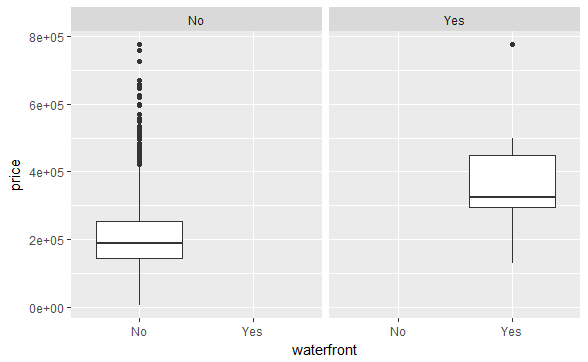 No Yes
8e+05
6e+05
price
4e+05
2e+05
0e+00
No Yes No Yes
waterfront